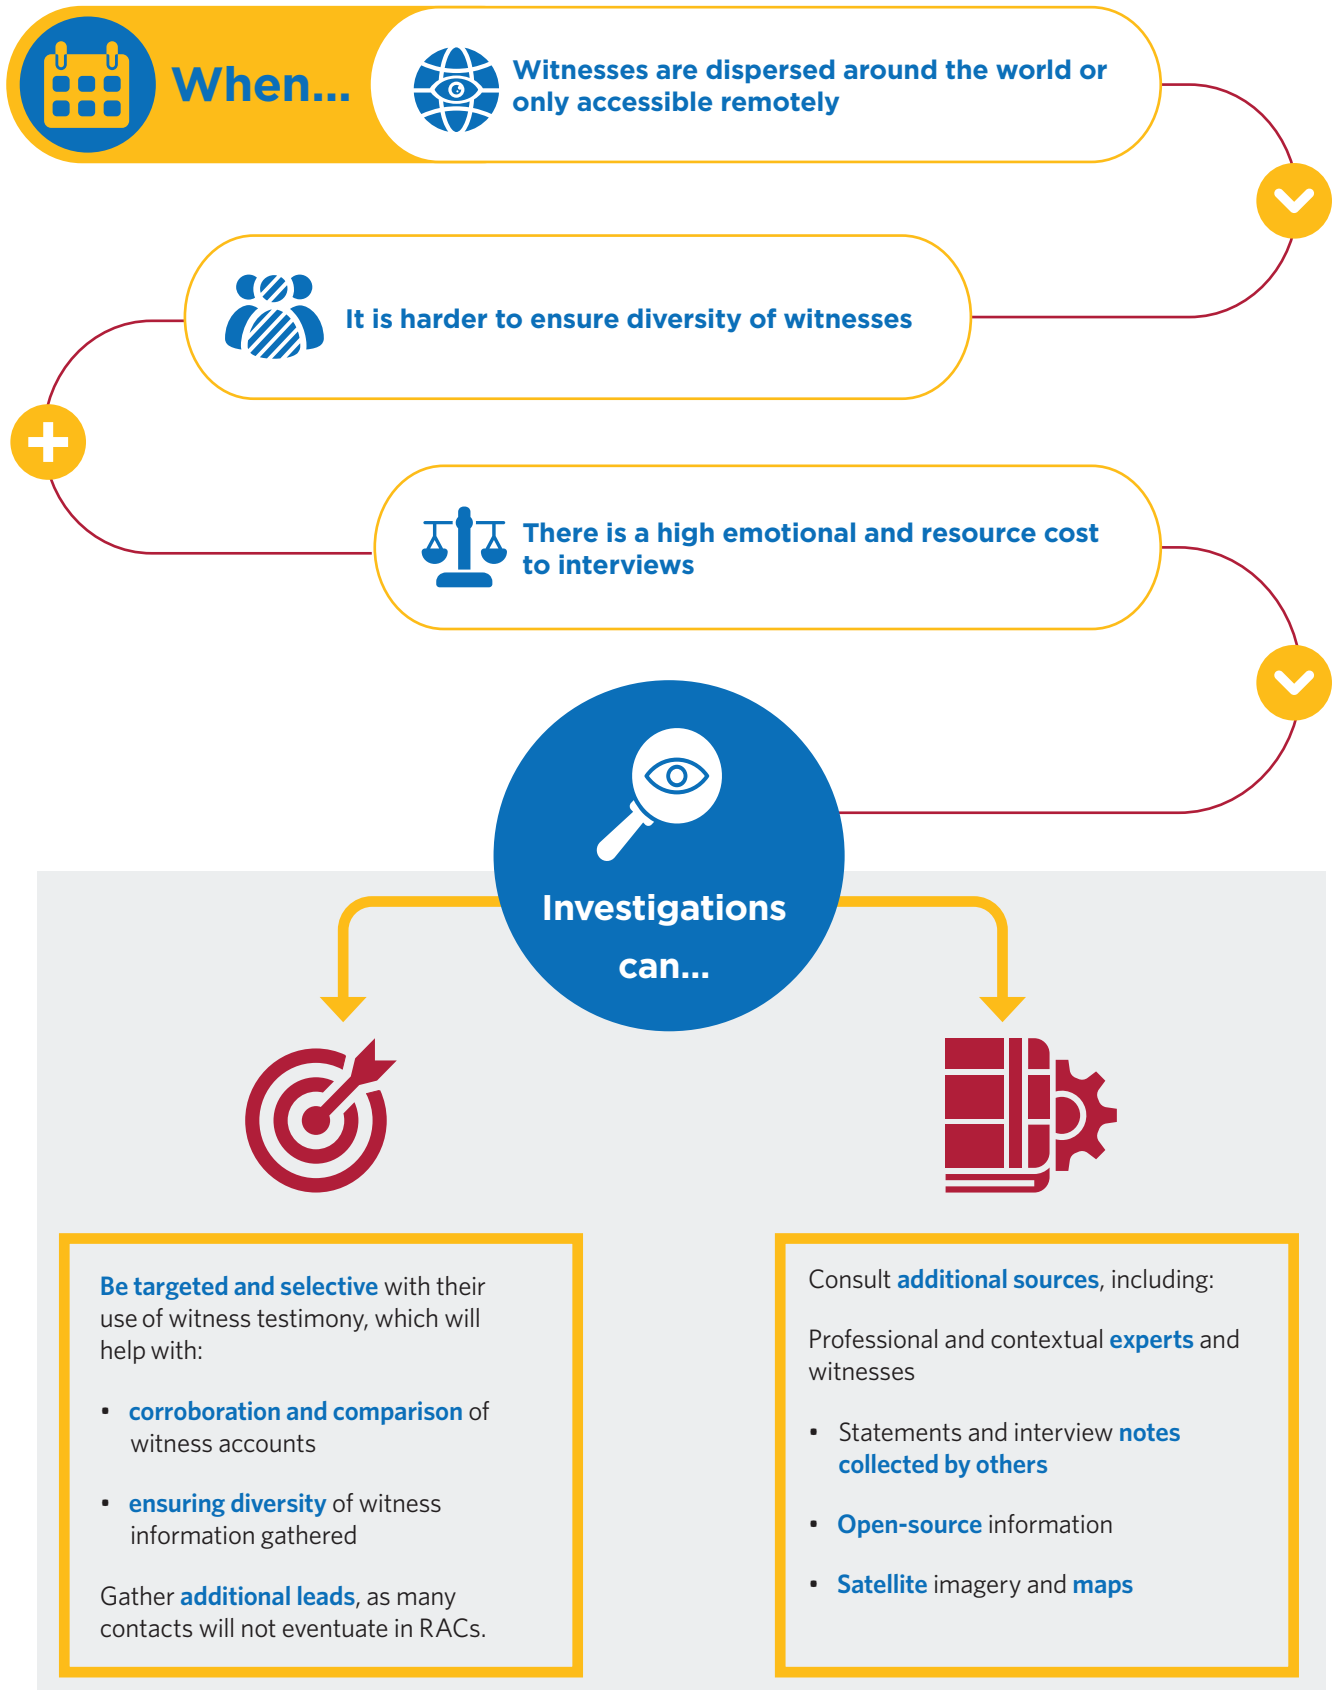 When...
Witnesses are dispersed around the world or
only accessible remotely
It is harder to ensure diversity of witnesses
There is a high emotional and resource cost
to interviews
Investigations
can...
Be targeted and selective with their
use of witness testimony, which will
help with:
• corroboration and comparison of
witness accounts
• ensuring diversity of witness
information gathered
Gather additional leads, as many
contacts will not eventuate in RACs.
Consult additional sources, including:
Professional and contextual experts and
witnesses
• Statements and interview notes
collected by others
• Open-source information
• Satellite imagery and maps